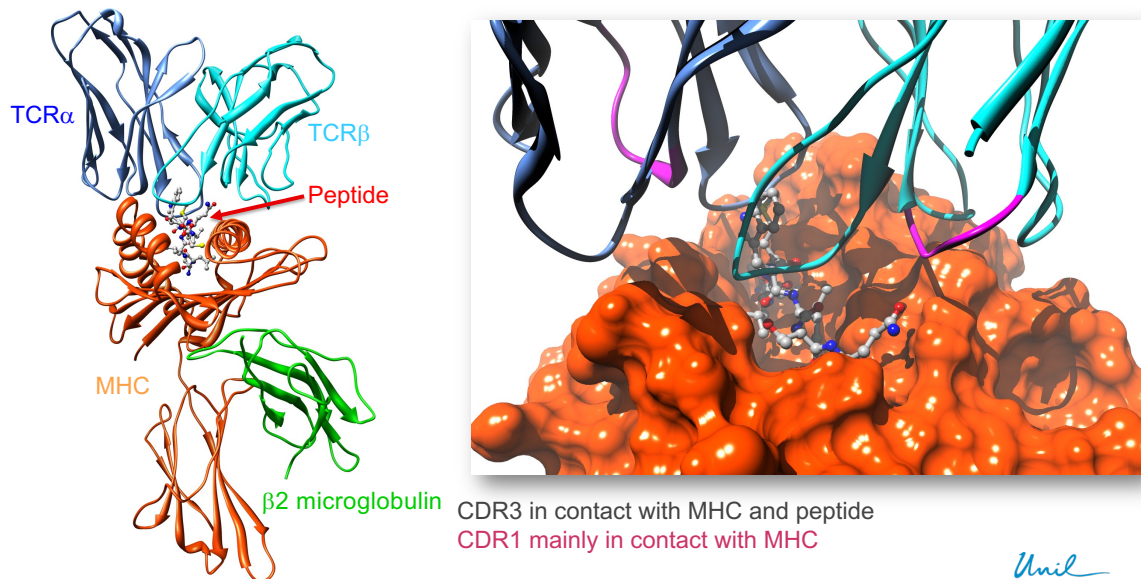 TCRα
TCRβ
Peptide
MHC
β2 microglobulin
CDR3 in contact with MHC and peptide
CDR1 mainly in contact with MHC
Unil